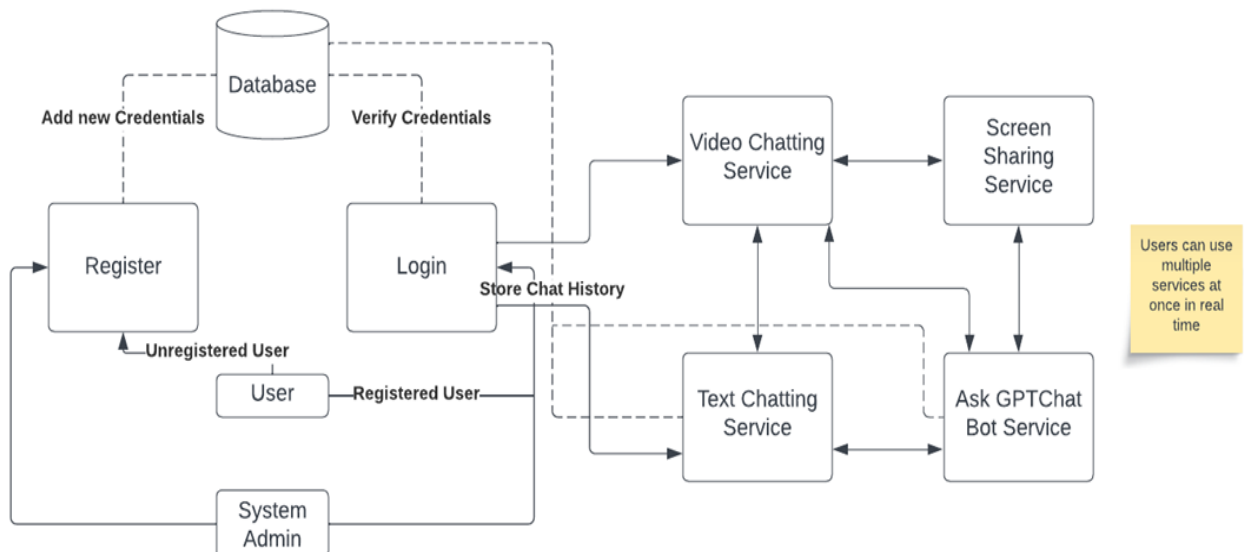 Database
Add new Credentials
Verify Credentials
Video Chatting
Service
Screen
Sharing
Service
Register
Login
Store Chat History
Users can use
multiple
services at
once in real
time
Unregistered User
User
Registered User
Text Chatting
Service
Ask GPTChat
Bot Service
System
Admin